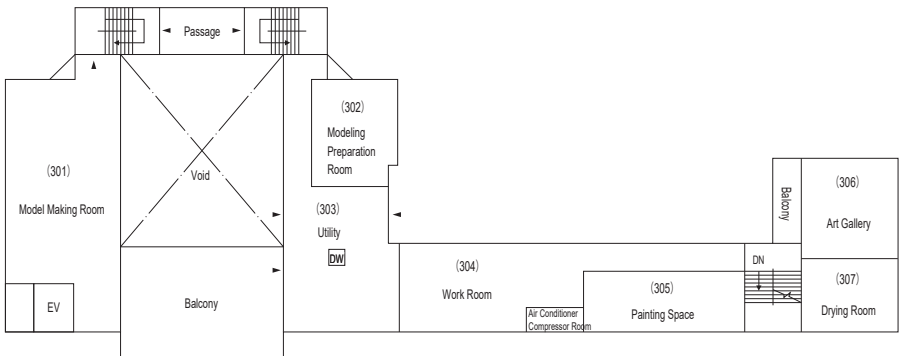 Passage
(302)
Modeling
Preparation
Room
(301)
Model Making Room
Void
(303)
Utility
DW
(306)
Art Gallery
Balcony
(304)
Work Room
DN
(305)
Painting Space
(307)
Drying Room
EV
Balcony
Air Conditioner
Compressor Room